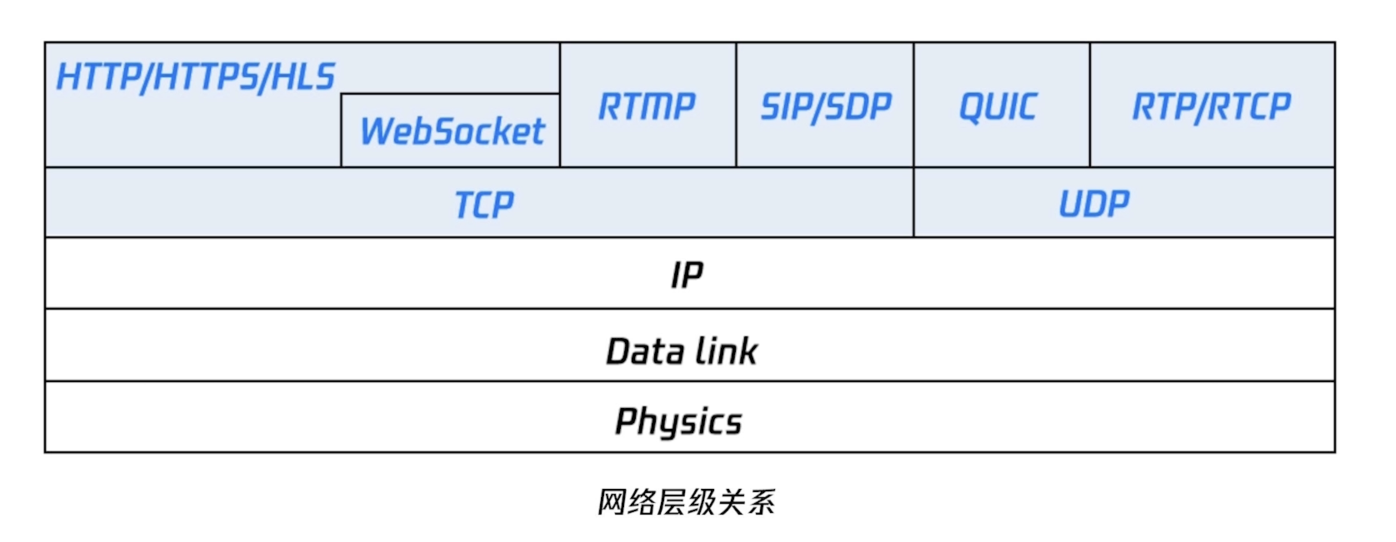 HTTP/HTTPS/HLS
WebSocket
RTMP
SIP/SDP
QUIC
RTP/RTCP
TCP
UDP
IP
Data link
Physics
网络层级关系